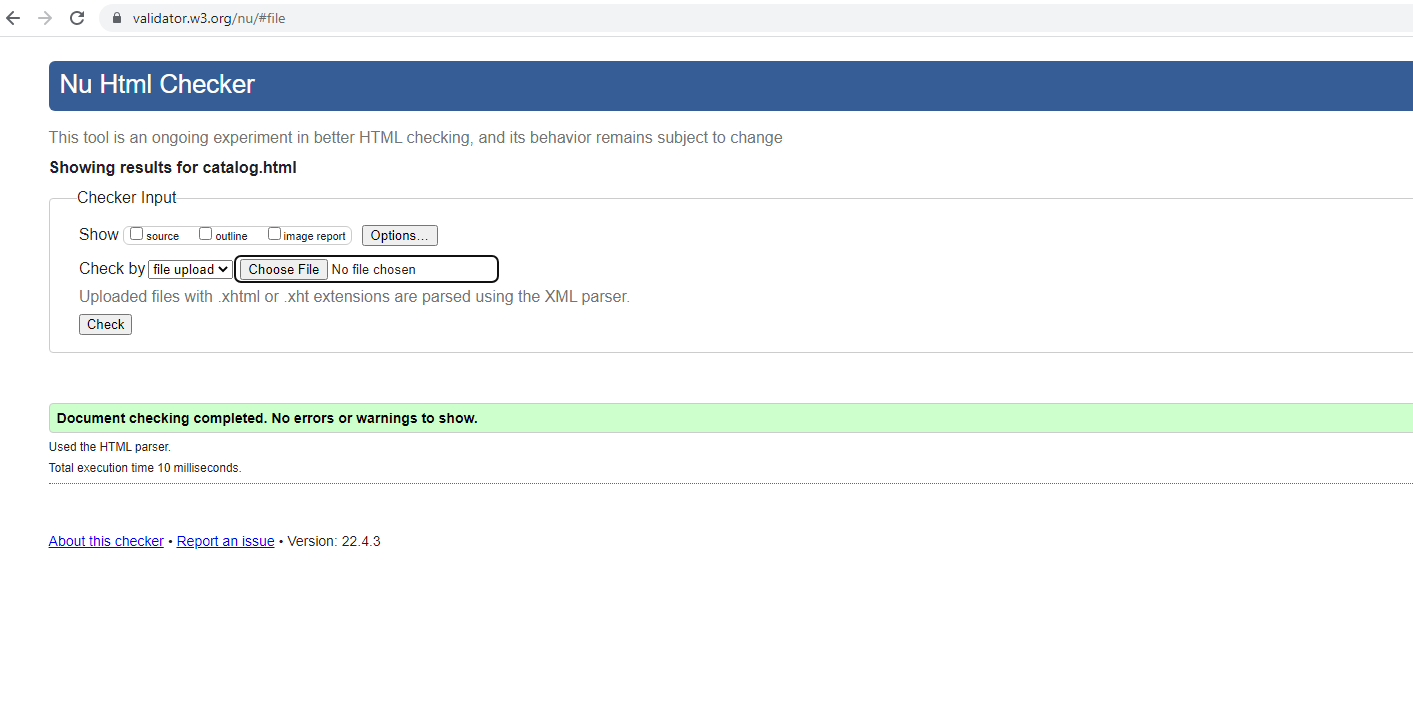 validator.w3.org/nu/#file
Nu Html Checker
This tool is an ongoing experiment in better HTML checking, and its behavior remains subject to change
Showing results for catalog.html
Checker Input
Show source outline image report Options...
Check by file upload Choose File No file chosen
Uploaded files with .xhtml or .xht extensions are parsed using the XML parser.
Check
Document checking completed. No errors or warnings to show.
Used the HTML parser.
Total execution time 10 milliseconds.
About this checker • Report an issue • Version: 22.4.3